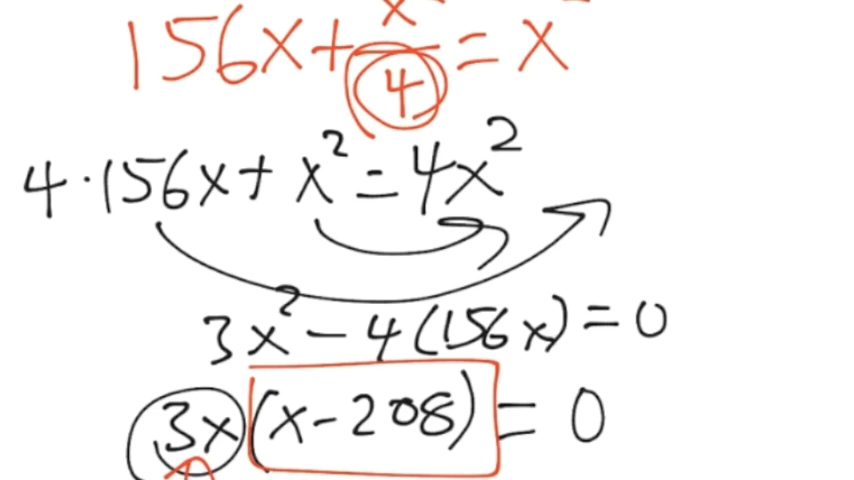 156x + x²/4 = x²
4·156x + x² = 4x²
3x² - 4(156x) = 0
3x(x-208) = 0